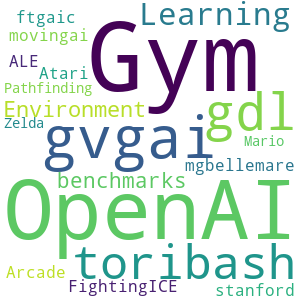 ftgaic
Learning
movingai
Gym
ALE
Atari
Pathfinding
gdl
Environment
Zelda
gvgai
Mario
mgbellemare
benchmarks
OpenAI
toribash
Arcade
FightingICE
stanford